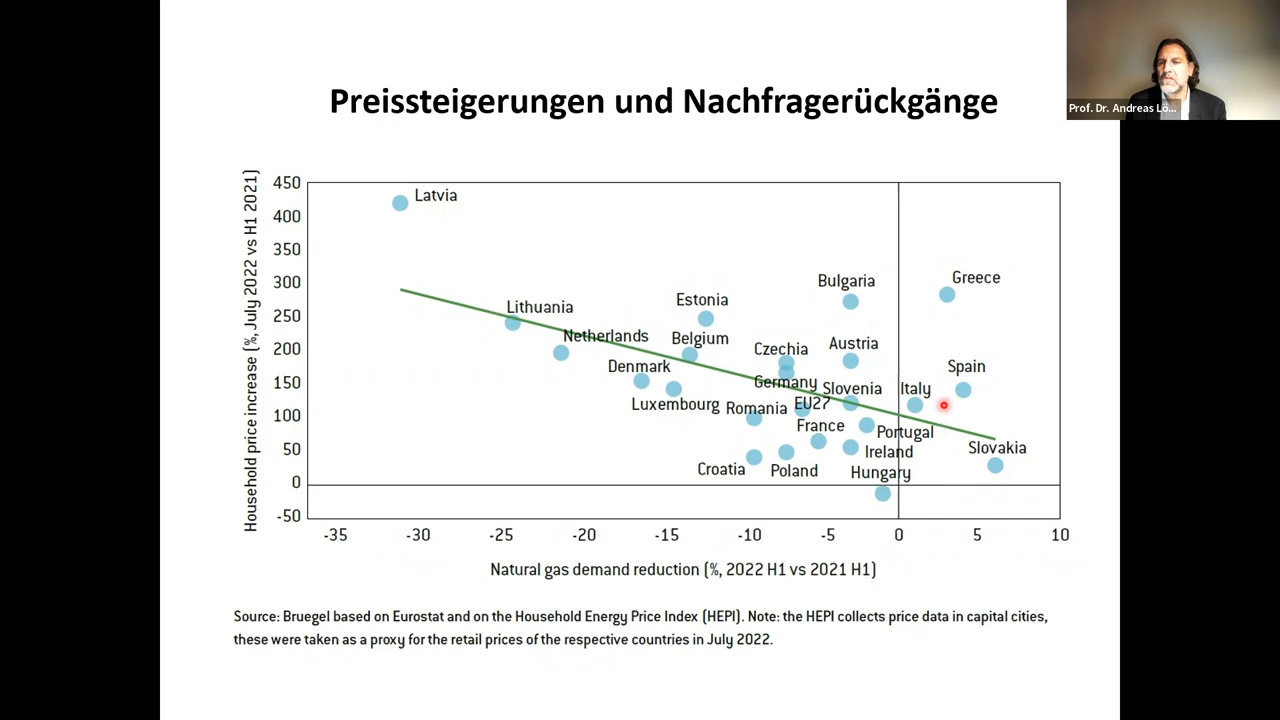 Prof. Dr. Andreas Lö...
Preissteigerungen und Nachfragerückgänge
Household price increase (%, July 2022 vs H1 2021)
450
400
350
300
250
200
150
100
50
0
-50
Latvia
Greece
Bulgaria
Estonia
Lithuania
Netherlands
Belgium
Austria
Czechia
Denmark
Spain
Germany
Slovenia
Italy
Luxembourg
Romania
EU27
France
Portugal
Slovakia
Ireland
Croatia
Poland
Hungary
-35 -30 -25 -20 -15 -10 -5 0 5 10
Natural gas demand reduction (%, 2022 H1 vs 2021 H1)
Source: Bruegel based on Eurostat and on the Household Energy Price Index (HEPI). Note: the HEPI collects price data in capital cities,
these were taken as a proxy for the retail prices of the respective countries in July 2022.